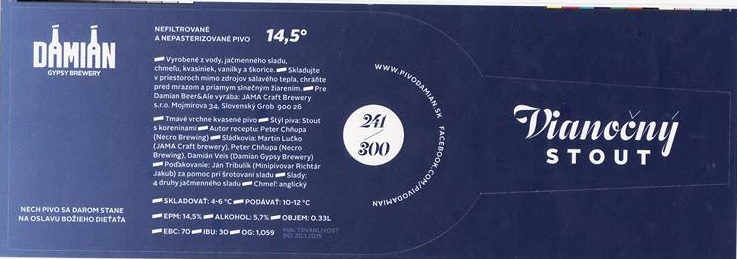 DAMIÁN
GYPSY BREWERY
NECH PIVO SA DAROM STANE
NA OSLAVU BOŽIEHO DIEŤAŤA
NEFILTROVANÉ
A NEPASTERIZOVANÉ PIVO 14,5°
Vyrobené z vody, jačmenného sladu,
chmeľu, kvasiniek, vanilky a škorice. Skladujte
v priestoroch mimo zdrojov sálavého tepla, chráňte
pred mrazom a priamym slnečným žiarením. Pre
Damian Beer&Ale vyrába: JAMA Craft Brewery
s.r.o. Mojmírova 34, Slovenský Grob 900 26
Tmavé vrchne kvasené pivo Štýl piva: Stout
s koreninami Autor receptu: Peter Chňupa
(Necro Brewing) Sládkovia: Martin Lučko
(JAMA Craft brewery), Peter Chňupa (Necro
Brewing), Damián Veis (Damian Gypsy Brewery)
Poďakovanie: Ján Tribulík (Minipivovar Richtár
Jakub) za pomoc pri šrotovaní sladu Slady:
4 druhy jačmenného sladu Chmeľ: anglický
SKLADOVAŤ: 4-6 °C PODÁVAŤ: 10-12 °C
EPM: 14,5% ALKOHOL: 5,7% OBJEM: 0.33L
EBC: 70 IBU: 30 OG: 1,059
MIN. TRVANLIVOSŤ
DO: 20.1.2015
WWW.PIVODAMIAN.SK FACEBOOK.COM/PIVODAMIAN
241
300
Vianočný
STOUT